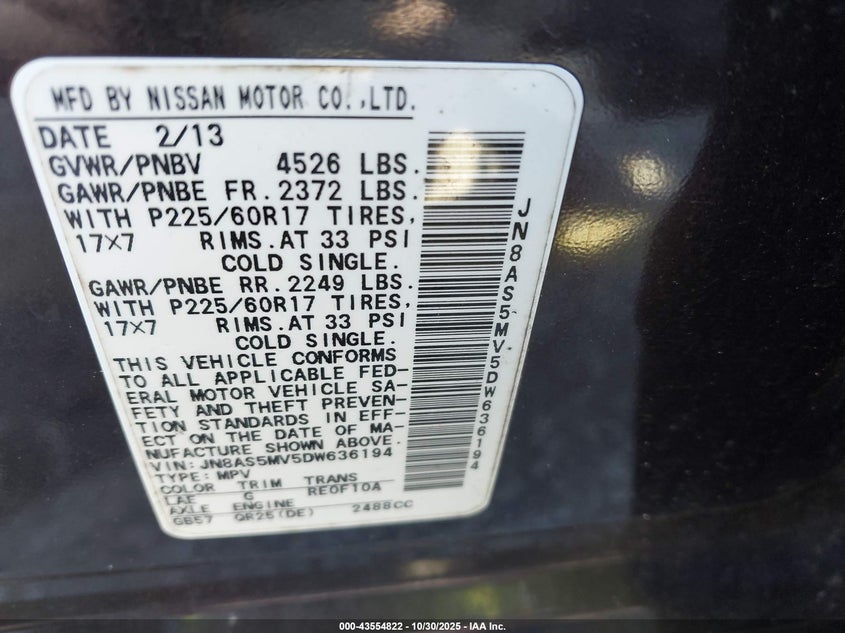 MFD BY NISSAN MOTOR CO.,LTD.
DATE 2/13
GVWR/PNBV 4526 LBS.
GAWR/PNBE FR.2372 LBS.
WITH P225/60R17 TIRES,
17X7 RIMS.AT 33 PSI
COLD SINGLE.
GAWR/PNBE RR.2249 LBS.
WITH P225/60R17 TIRES,
17X7 RIMS.AT 33 PSI
COLD SINGLE.
THIS VEHICLE CONFORMS
TO ALL APPLICABLE FED-
ERAL MOTOR VEHICLE SA-
FETY AND THEFT PREVEN-
TION STANDARDS IN EFF-
ECT ON THE DATE OF MA-
NUFACTURE SHOWN ABOVE.
VIN: JN8AS5MV5DW636194
TYPE: MPV
COLOR TRIM TRANS
LAE G RE0F10A
AXLE ENGINE
GB57 QR25(DE) 2488CC
JN8AS5MV5DW636194
000-43554822 | 10/30/2025 - IAA Inc.